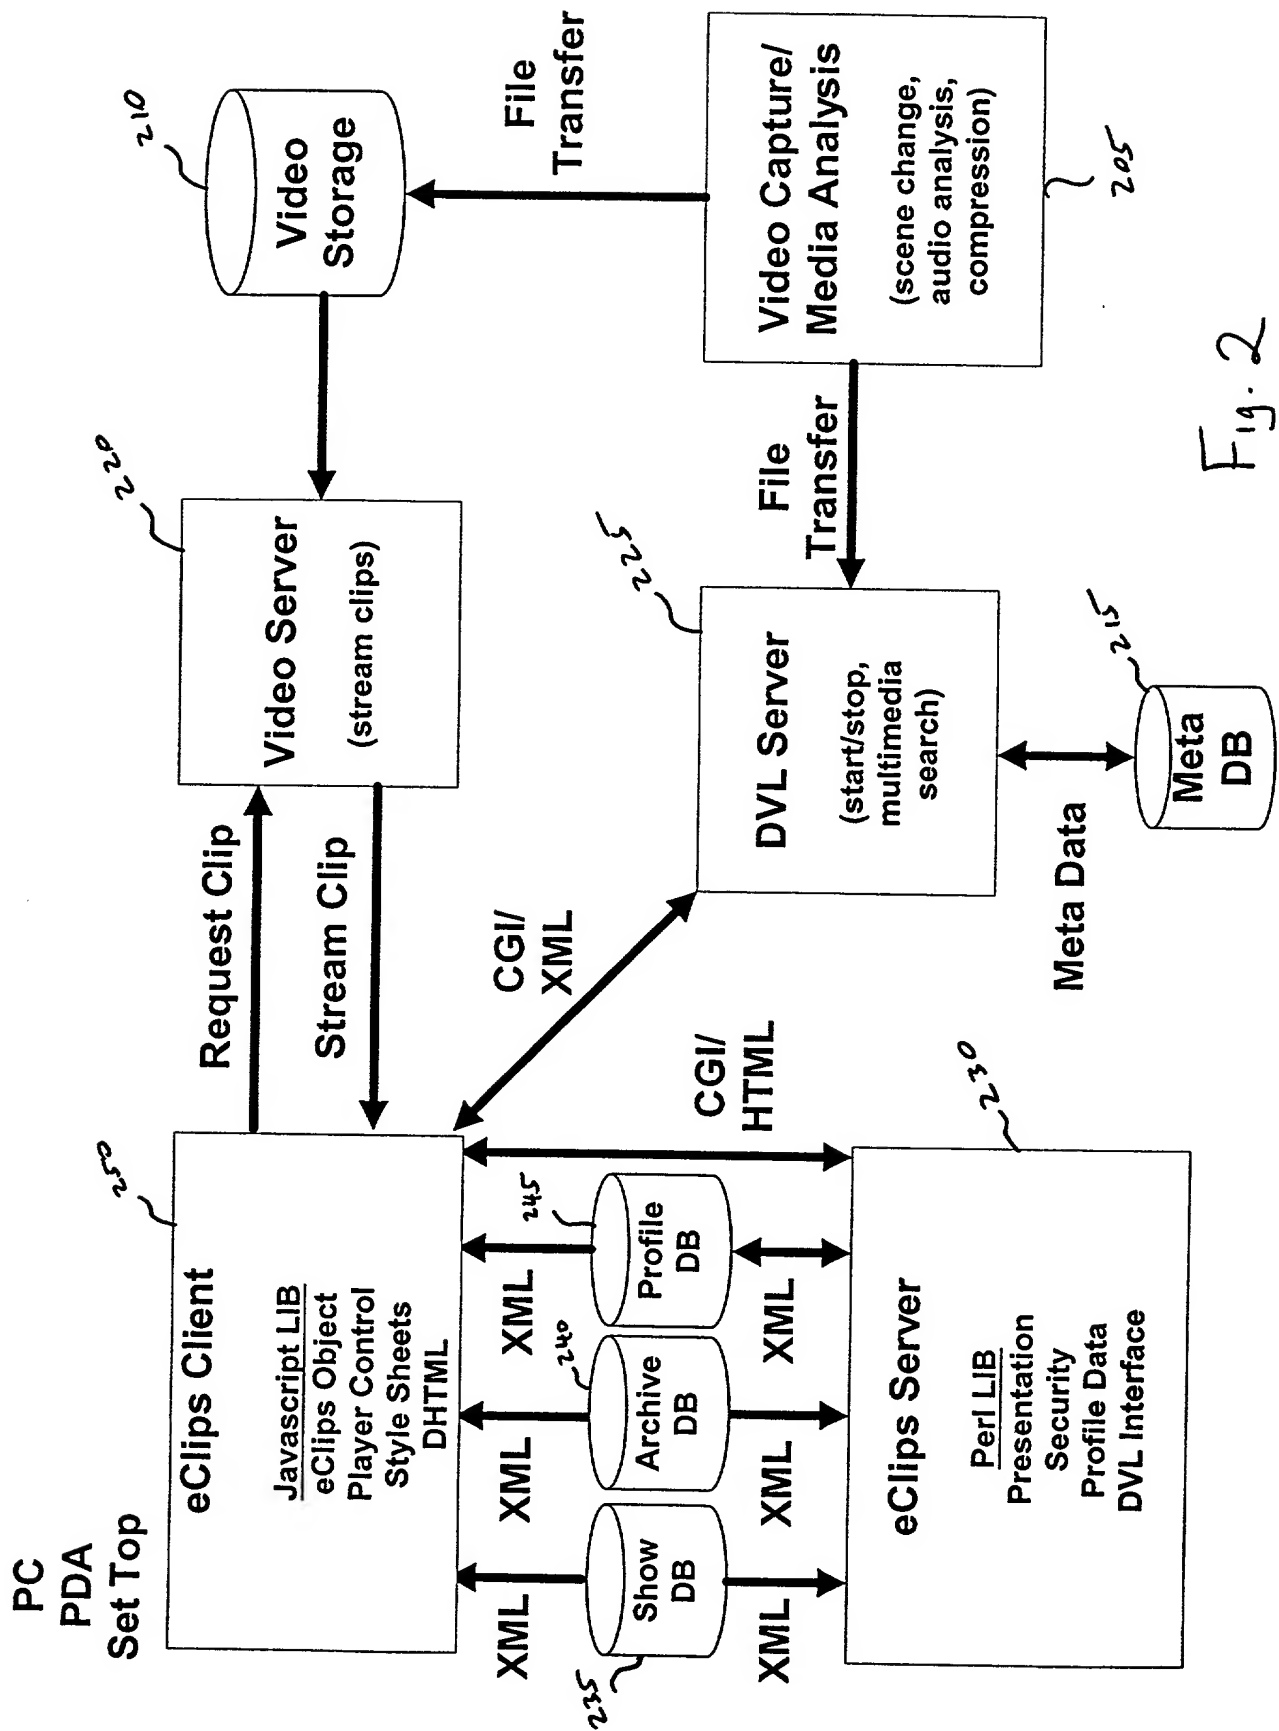 PC
PDA
Set Top
250
eClips Client
Javascript LIB
eClips Object
Player Control
Style Sheets
DHTML
Request Clip
Stream Clip
220
Video Server
(stream clips)
210
Video
Storage
File
Transfer
CGI/
XML
XML
XML
XML
235
Show
DB
240
Archive
DB
245
Profile
DB
XML
XML
XML
CGI/
HTML
225
DVL Server
(start/stop,
multimedia
search)
File
Transfer
Video Capture/
Media Analysis
(scene change,
audio analysis,
compression)
205
230
eClips Server
Perl LIB
Presentation
Security
Profile Data
DVL Interface
Meta Data
215
Meta
DB
Fig. 2